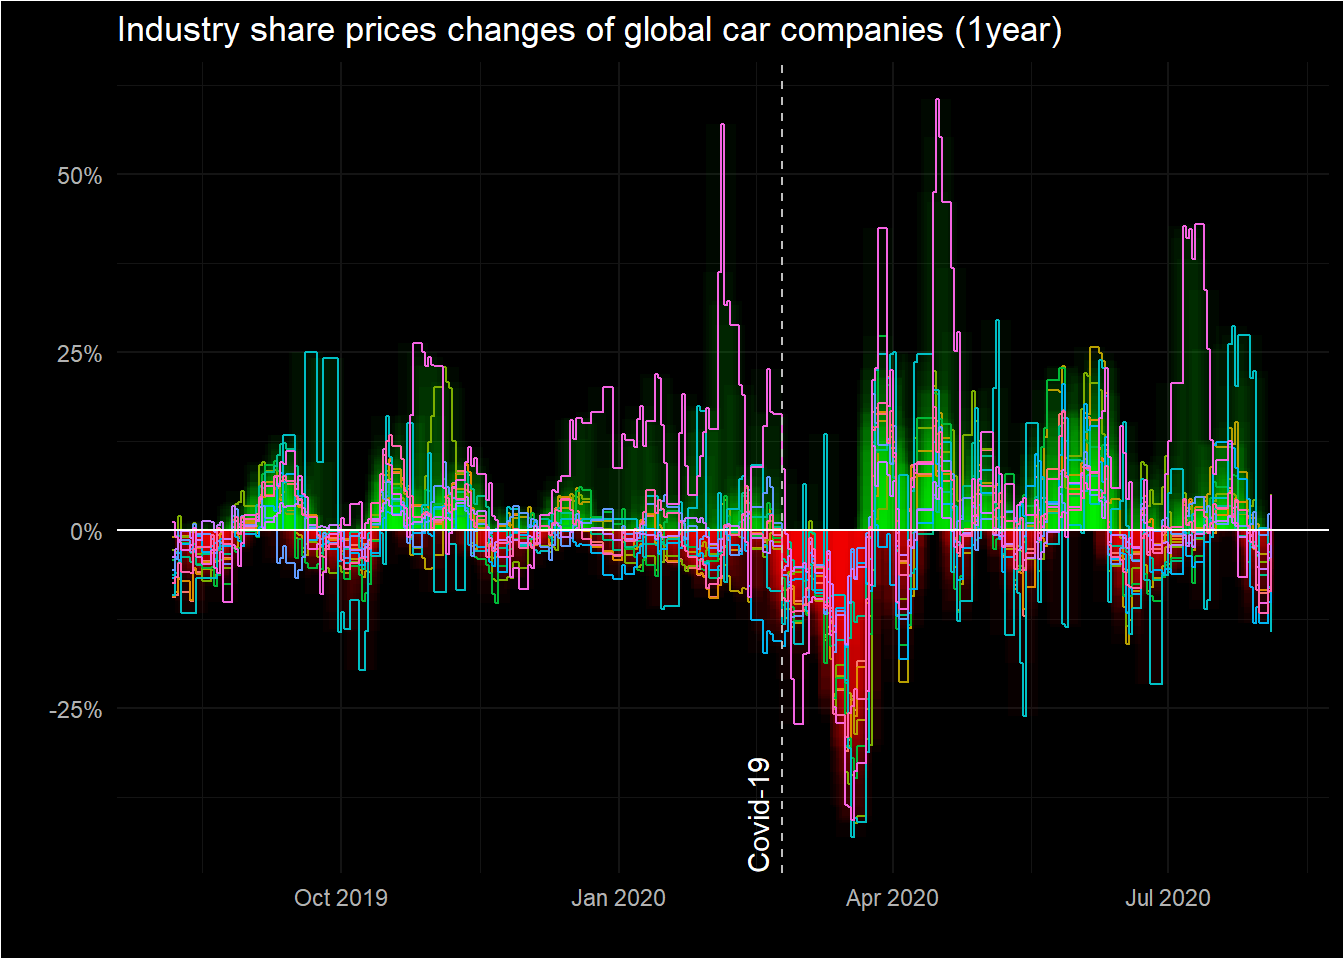 Industry share prices changes of global car companies (1year)
50%
25%
0%
-25%
Covid-19
Oct 2019
Jan 2020
Apr 2020
Jul 2020